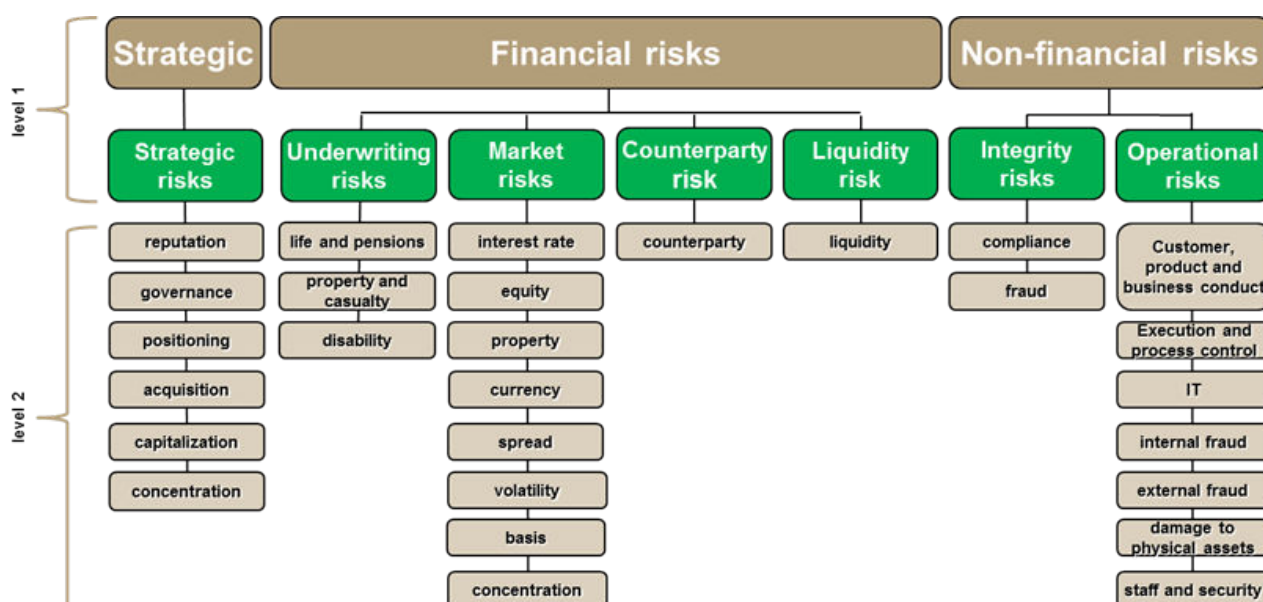 Strategic
Financial risks
Non-financial risks
level 1
Strategic
risks
Underwriting
risks
Market
risks
Counterparty
risk
Liquidity
risk
Integrity
risks
Operational
risks
level 2
reputation
governance
positioning
acquisition
capitalization
concentration
life and pensions
property and
casualty
disability
interest rate
equity
property
currency
spread
volatility
basis
concentration
counterparty
liquidity
compliance
fraud
Customer,
product and
business conduct
Execution and
process control
IT
internal fraud
external fraud
damage to
physical assets
staff and security